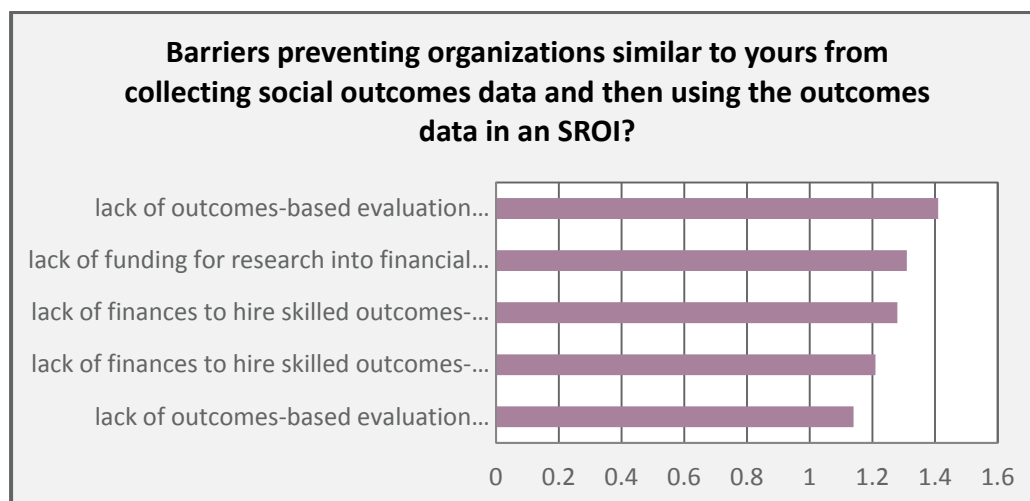 Barriers preventing organizations similar to yours from
collecting social outcomes data and then using the outcomes
data in an SROI?
lack of outcomes-based evaluation…
lack of funding for research into financial…
lack of finances to hire skilled outcomes-…
lack of finances to hire skilled outcomes-…
lack of outcomes-based evaluation…
0 0.2 0.4 0.6 0.8 1 1.2 1.4 1.6